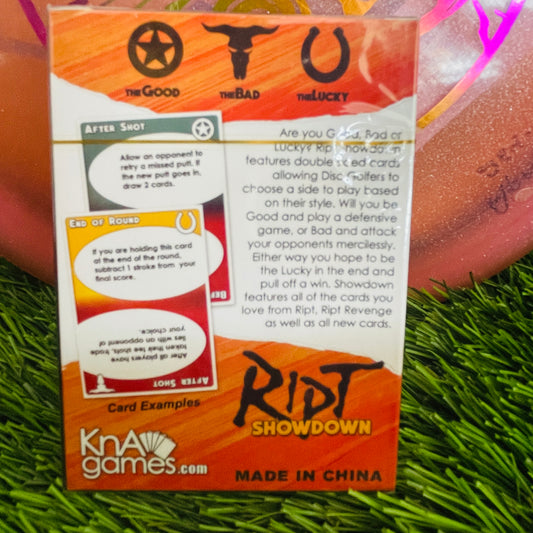 THE GOOD
THE BAD
THE LUCKY
AFTER SHOT
Allow an opponent to
retry a missed putt. If
the new putt goes in,
draw 2 cards.
END OF ROUND
If you are holding this card
at the end of the round,
subtract 1 stroke from your
final score.
After all players have
taken their tee shots, trade
lies with an opponent of
your choice.
AFTER SHOT
Card Examples
Are you Good, Bad or
Lucky? Ript Showdown
features double sided cards
allowing Disc Golfers to
choose a side to play based
on their style. Will you be
Good and play a defensive
game, or Bad and attack
your opponents mercilessly.
Either way you hope to be
the Lucky in the end and
pull off a win. Showdown
features all of the cards you
love from Ript, Ript Revenge
as well as all new cards.
RIPT
SHOWDOWN
KnA
games.com
MADE IN CHINA